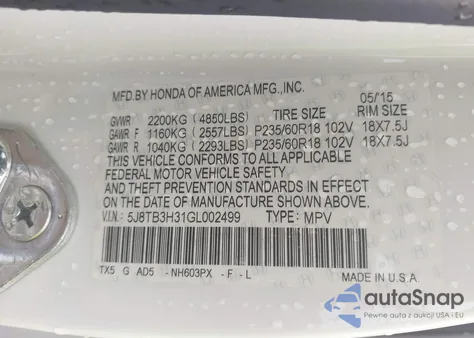 MFD.BY HONDA OF AMERICA MFG.,INC.
05/15
GVWR 2200KG ( 4850LBS) TIRE SIZE RIM SIZE
GAWR F 1160KG ( 2557LBS) P235/60R18 102V 18X7.5J
GAWR R 1040KG ( 2293LBS) P235/60R18 102V 18X7.5J
THIS VEHICLE CONFORMS TO ALL APPLICABLE
FEDERAL MOTOR VEHICLE SAFETY
AND THEFT PREVENTION STANDARDS IN EFFECT
ON THE DATE OF MANUFACTURE SHOWN ABOVE.
V.I.N.: 5J8TB3H31GL002499 TYPE: MPV
TX5 G AD5 -NH603PX -F-L
MADE IN U.S.A.
autoSnap
Pewne auta z USA i EU